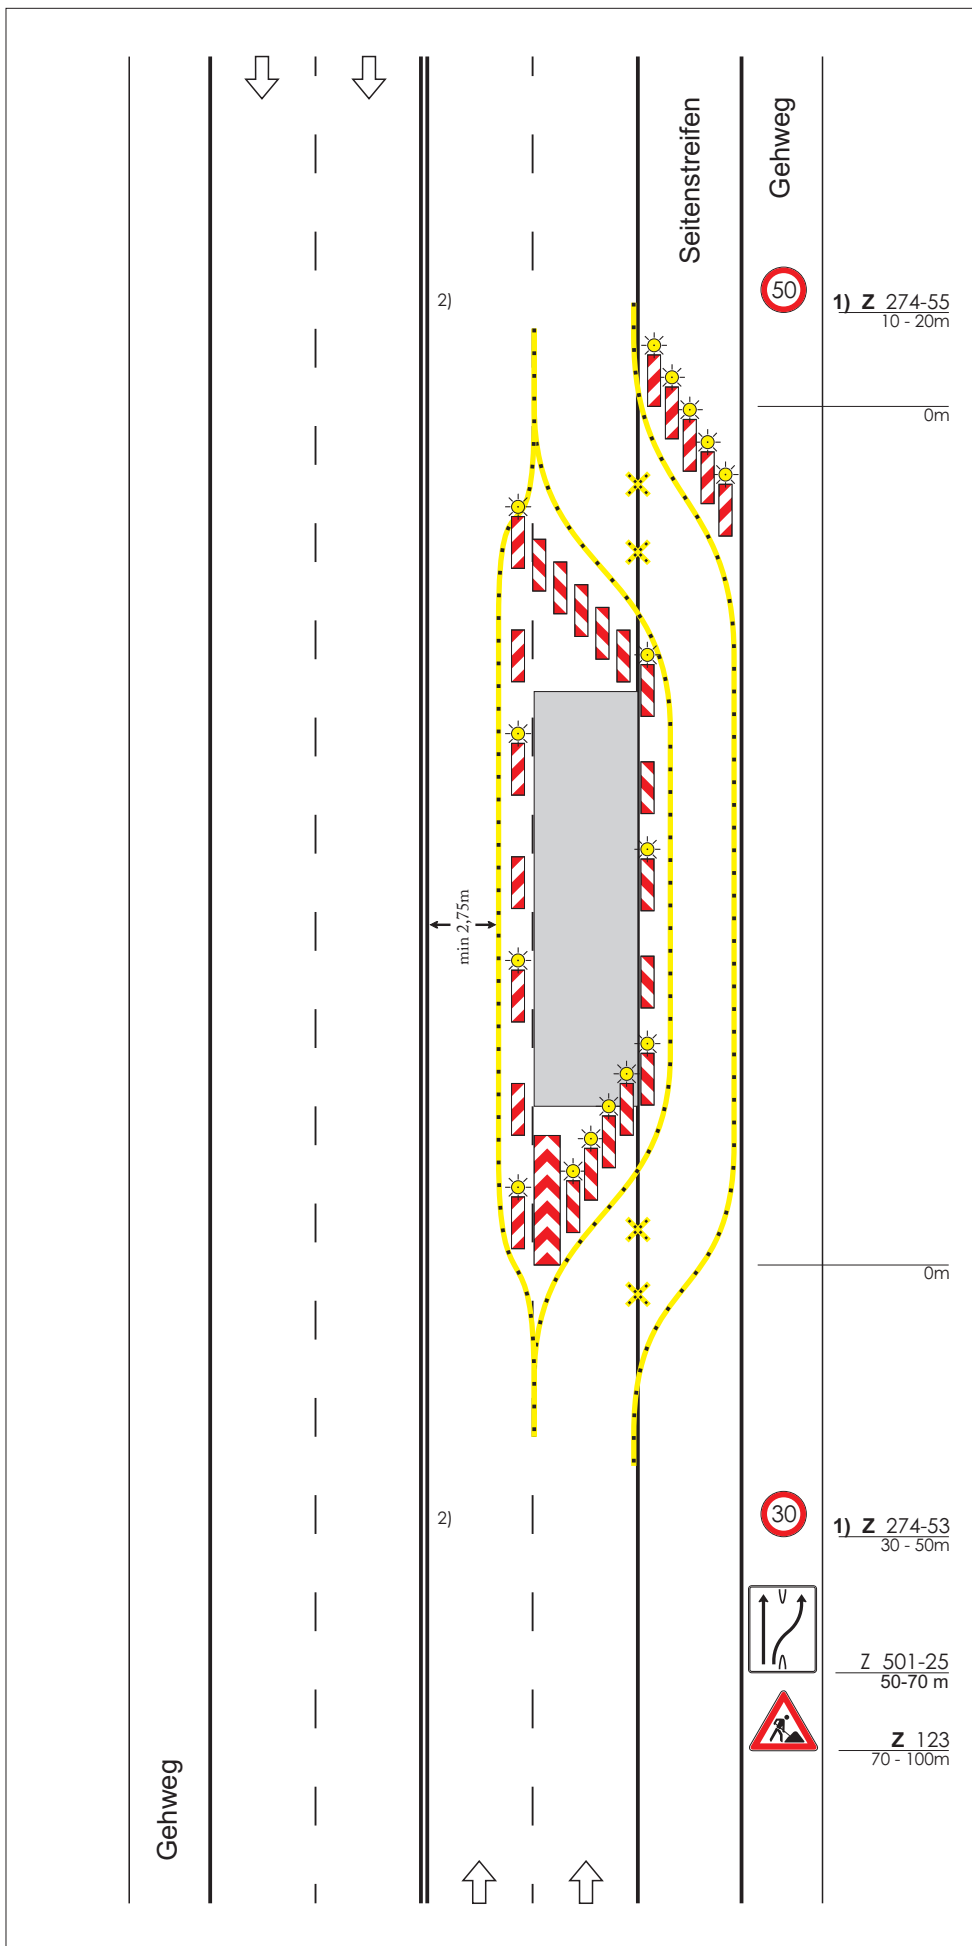 Seitenstreifen
Gehweg
50
1) Z 274-55
10 - 20m
2)
0m
min 2,75m
0m
2)
30
1) Z 274-53
30 - 50m
Z 501-25
50-70 m
Z 123
70 - 100m
Gehweg